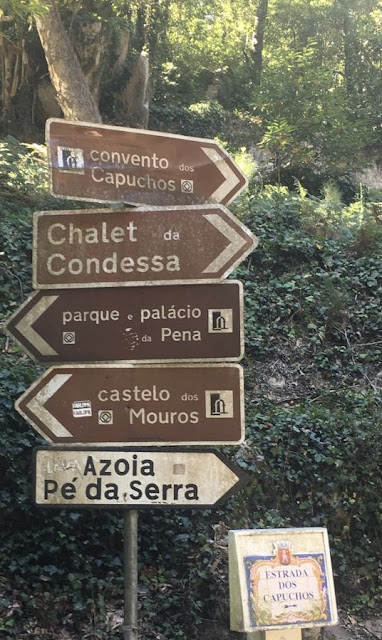 convento dos
Capuchos
Chalet da
Condessa
parque e palácio
da Pena
castelo dos
Mouros
Azoia
Pé da Serra
ESTRADA DOS
CAPUCHOS